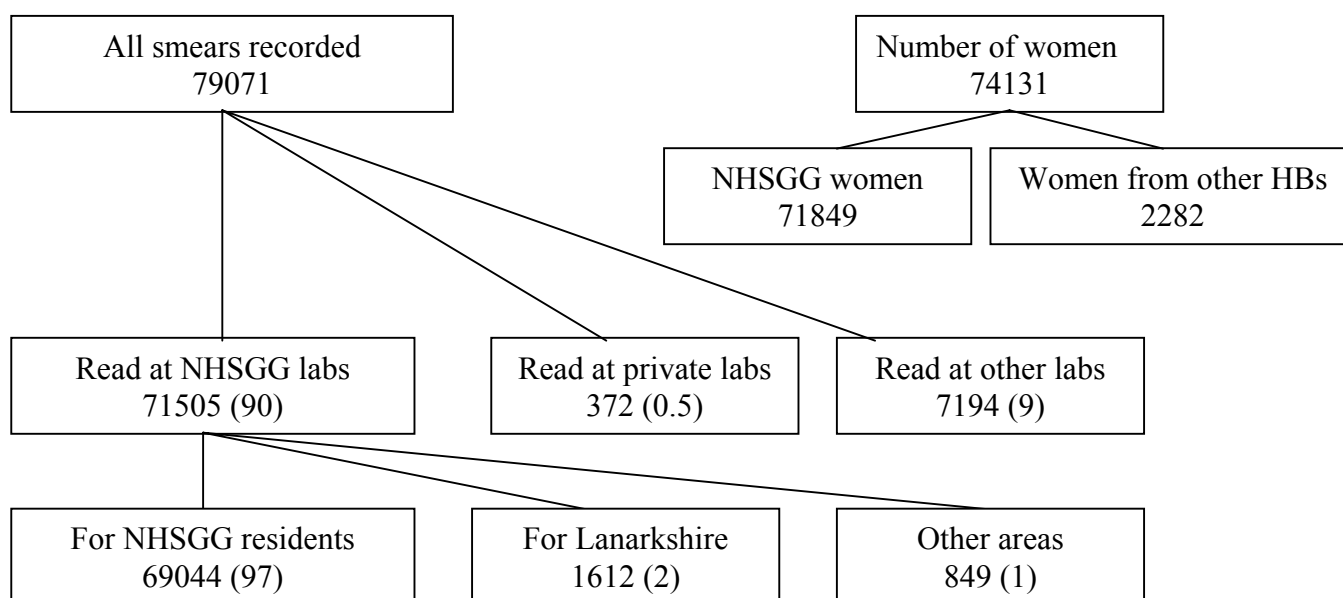 All smears recorded
79071
Number of women
74131
NHSGG women
71849
Women from other HBs
2282
Read at NHSGG labs
71505 (90)
Read at private labs
372 (0.5)
Read at other labs
7194 (9)
For NHSGG residents
69044 (97)
For Lanarkshire
1612 (2)
Other areas
849 (1)